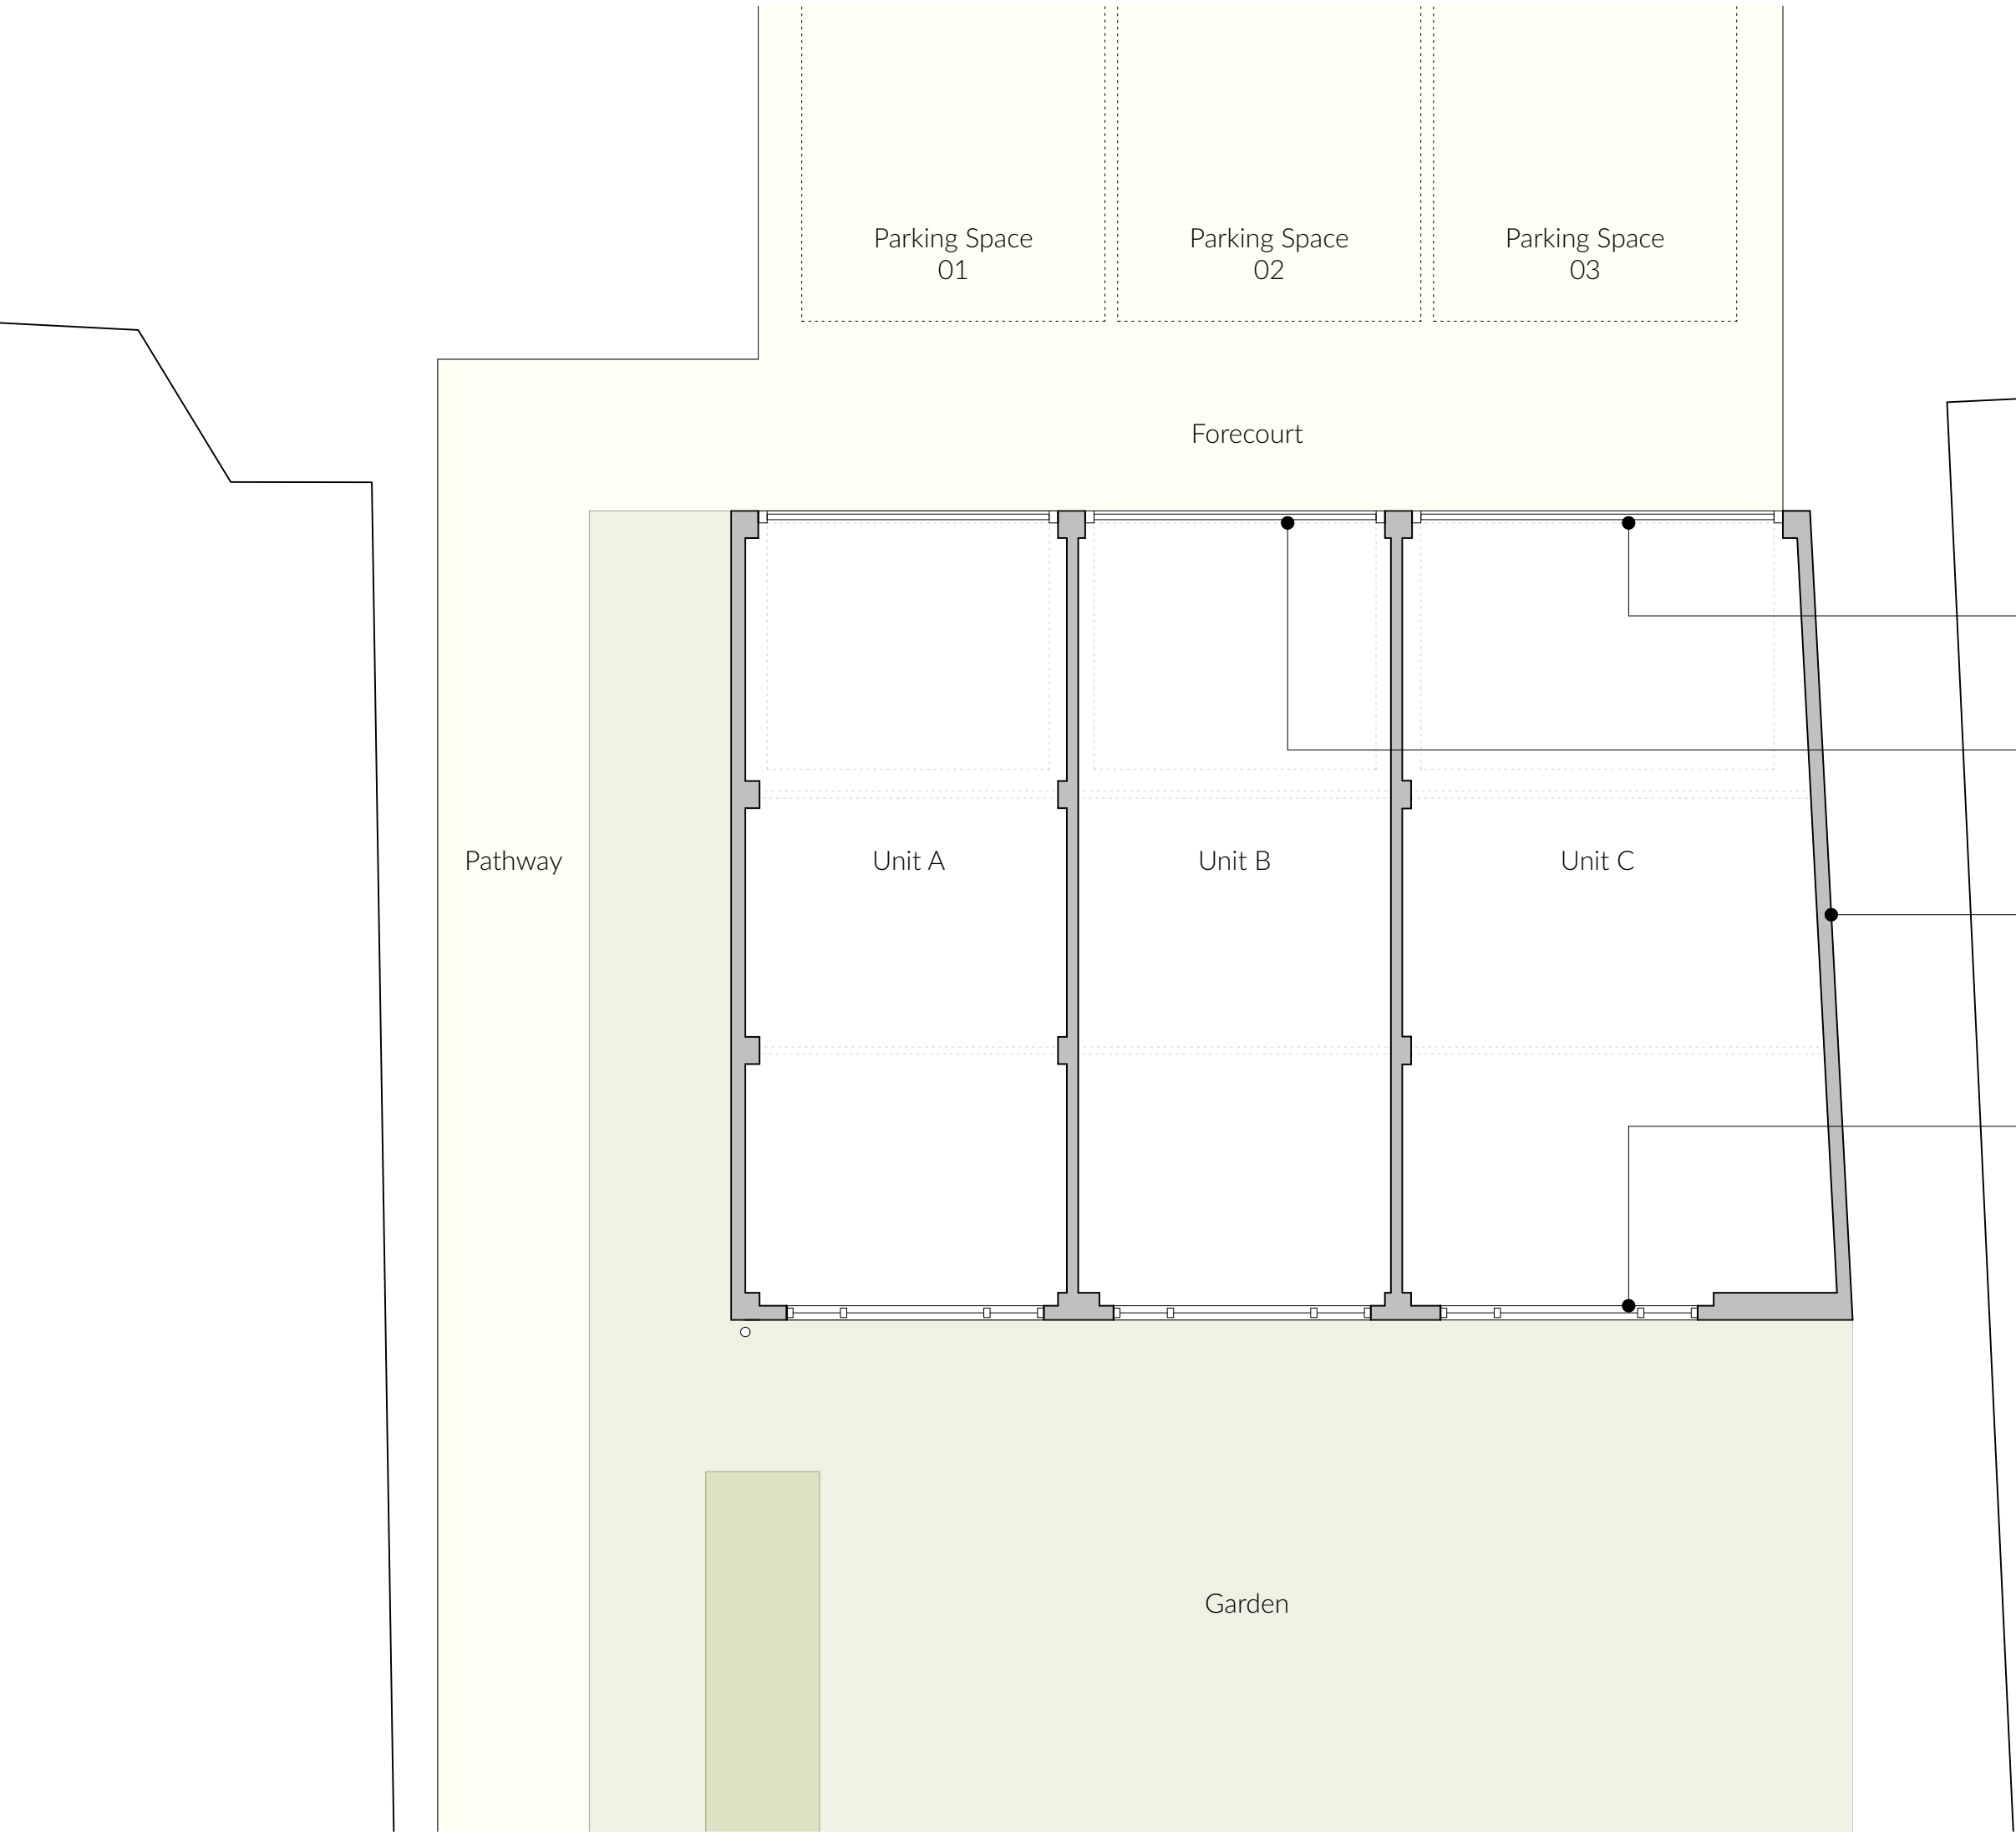 Parking Space
01
Parking Space
02
Parking Space
03
Forecourt
Pathway
Unit A
Unit B
Unit C
Garden